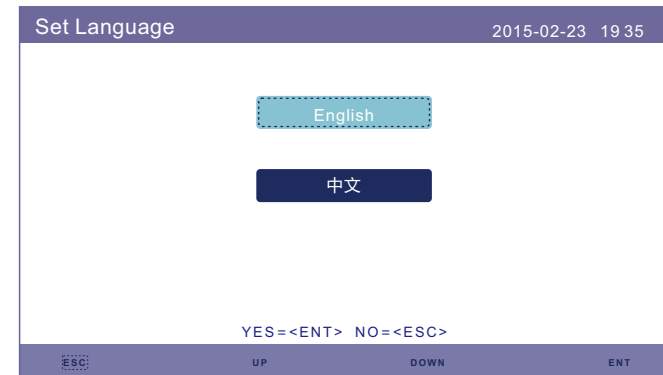 Set Language 2015-02-23 19 35
English
中文
YES=<ENT> NO=<ESC>
ESC UP DOWN ENT